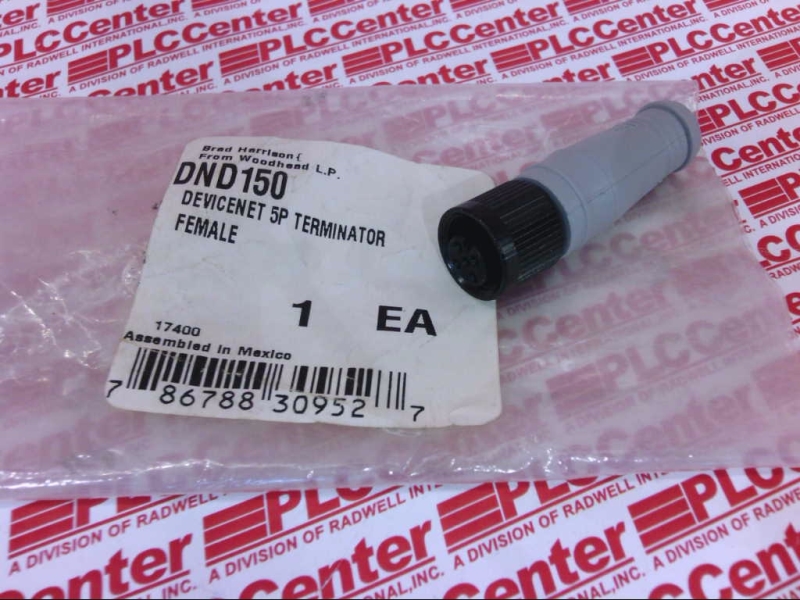 Brad Harrison(
From Woodhead L.P.
DND150
DEVICENET 5P TERMINATOR
FEMALE
1 EA
17400
Assembled in Mexico
7 86788 30952 7
PLCCenter
A DIVISION OF RADWELL INTERNATIONAL, INC.